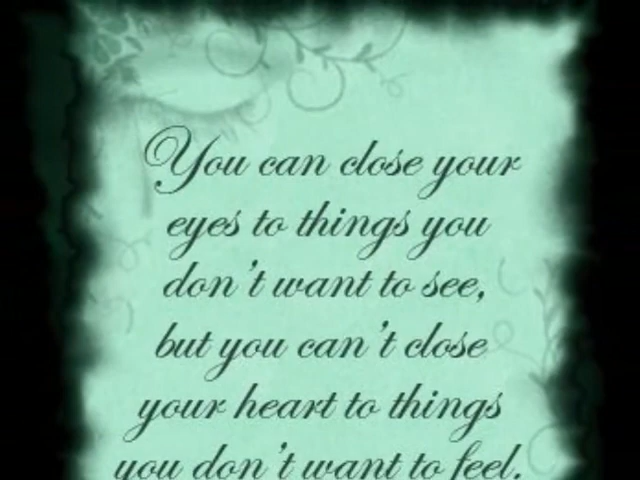 You can close your
eyes to things you
don't want to see,
but you can't close
your heart to things
you don't want to feel.